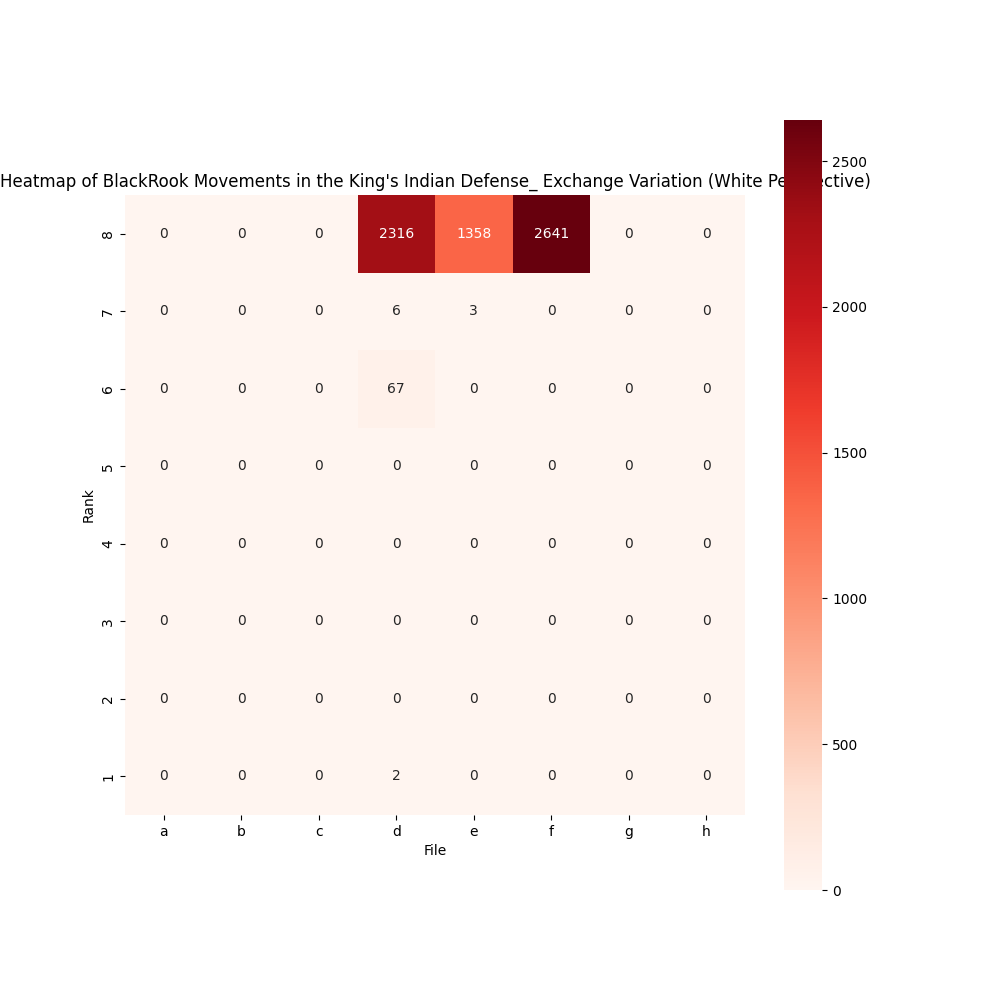 Heatmap of BlackRook Movements in the King's Indian Defense_ Exchange Variation (White
8 0 0 0 2316 1358 2641 0 0
7 0 0 0 6 3 0 0 0
6 0 0 0 67 0 0 0 0
5 0 0 0 0 0 0 0 0
Rank
4 0 0 0 0 0 0 0 0
3 0 0 0 0 0 0 0 0
2 0 0 0 0 0 0 0 0
1 0 0 0 2 0 0 0 0
a b c d e f g h
File
2500
2000
1500
1000
500
0